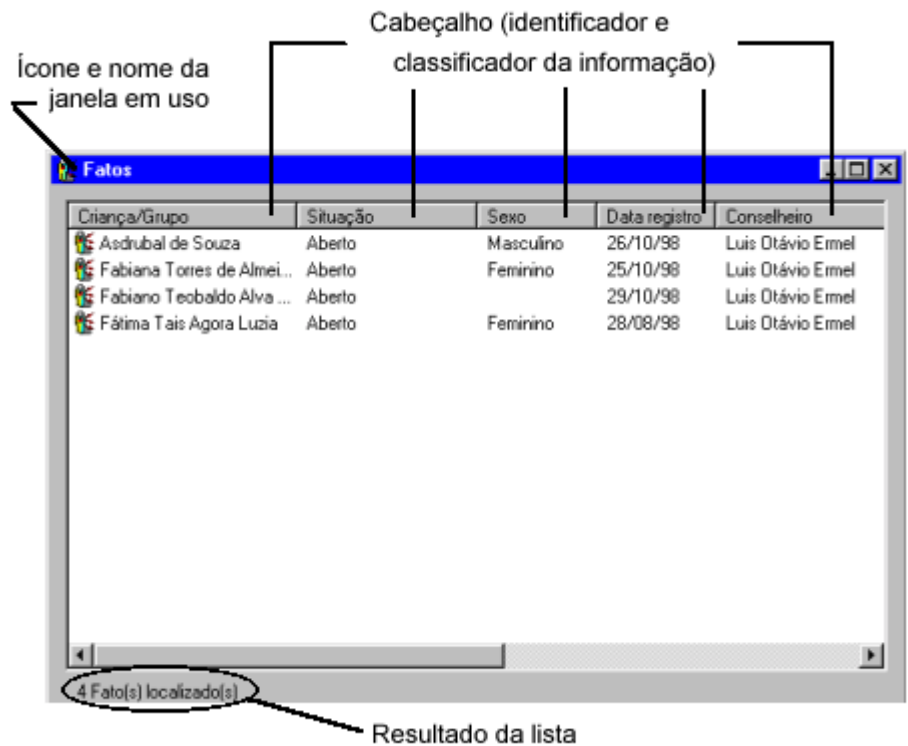 Cabeçalho (identificador e
classificador da informação)
Ícone e nome da
janela em uso
Fatos
Criança/Grupo Situação Sexo Data registro Conselheiro
Asdrubal de Souza Aberto Masculino 26/10/98 Luis Otávio Ermel
Fabiana Torres de Almei... Aberto Feminino 25/10/98 Luis Otávio Ermel
Fabiano Teobaldo Alva ... Aberto 29/10/98 Luis Otávio Ermel
Fátima Tais Agora Luzia Aberto Feminino 28/08/98 Luis Otávio Ermel
4 Fato(s) localizado(s)
Resultado da lista